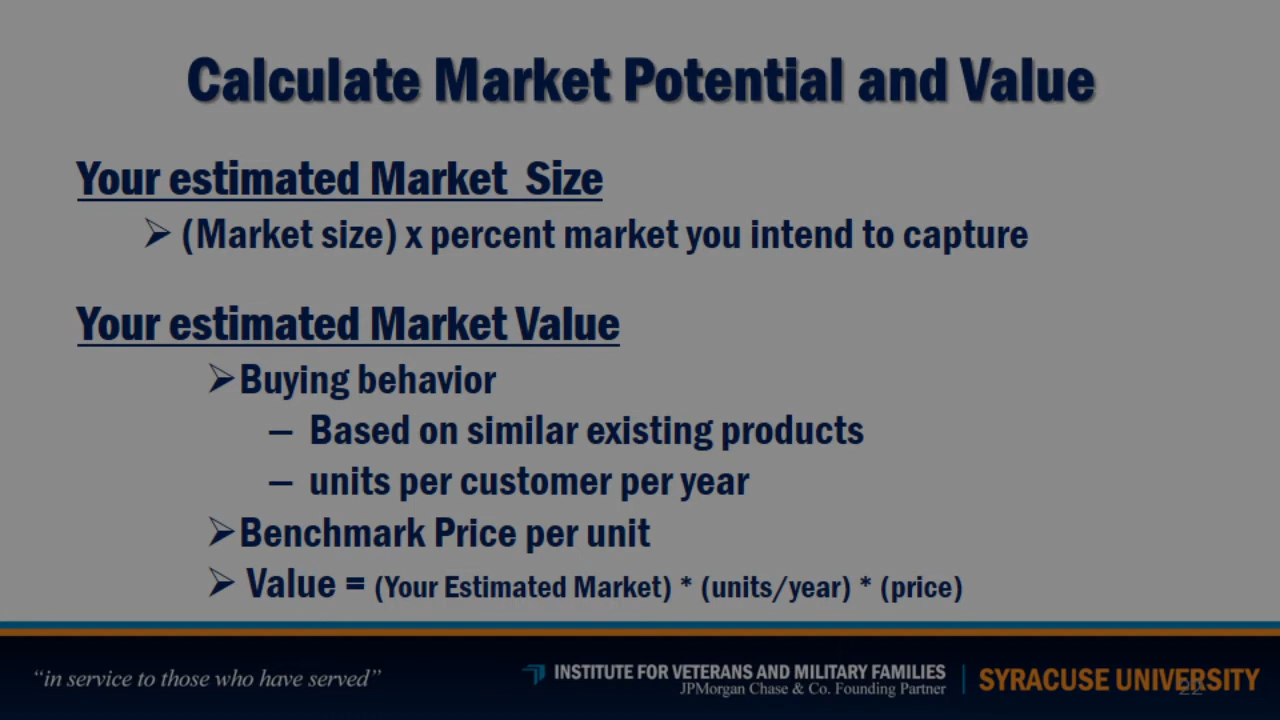 Calculate Market Potential and Value
Your estimated Market Size
➢ (Market size) x percent market you intend to capture
Your estimated Market Value
➢Buying behavior
– Based on similar existing products
– units per customer per year
➢Benchmark Price per unit
➢ Value = (Your Estimated Market) * (units/year) * (price)
“in service to those who have served”
INSTITUTE FOR VETERANS AND MILITARY FAMILIES
JPMorgan Chase & Co. Founding Partner
SYRACUSE UNIVERSITY
22